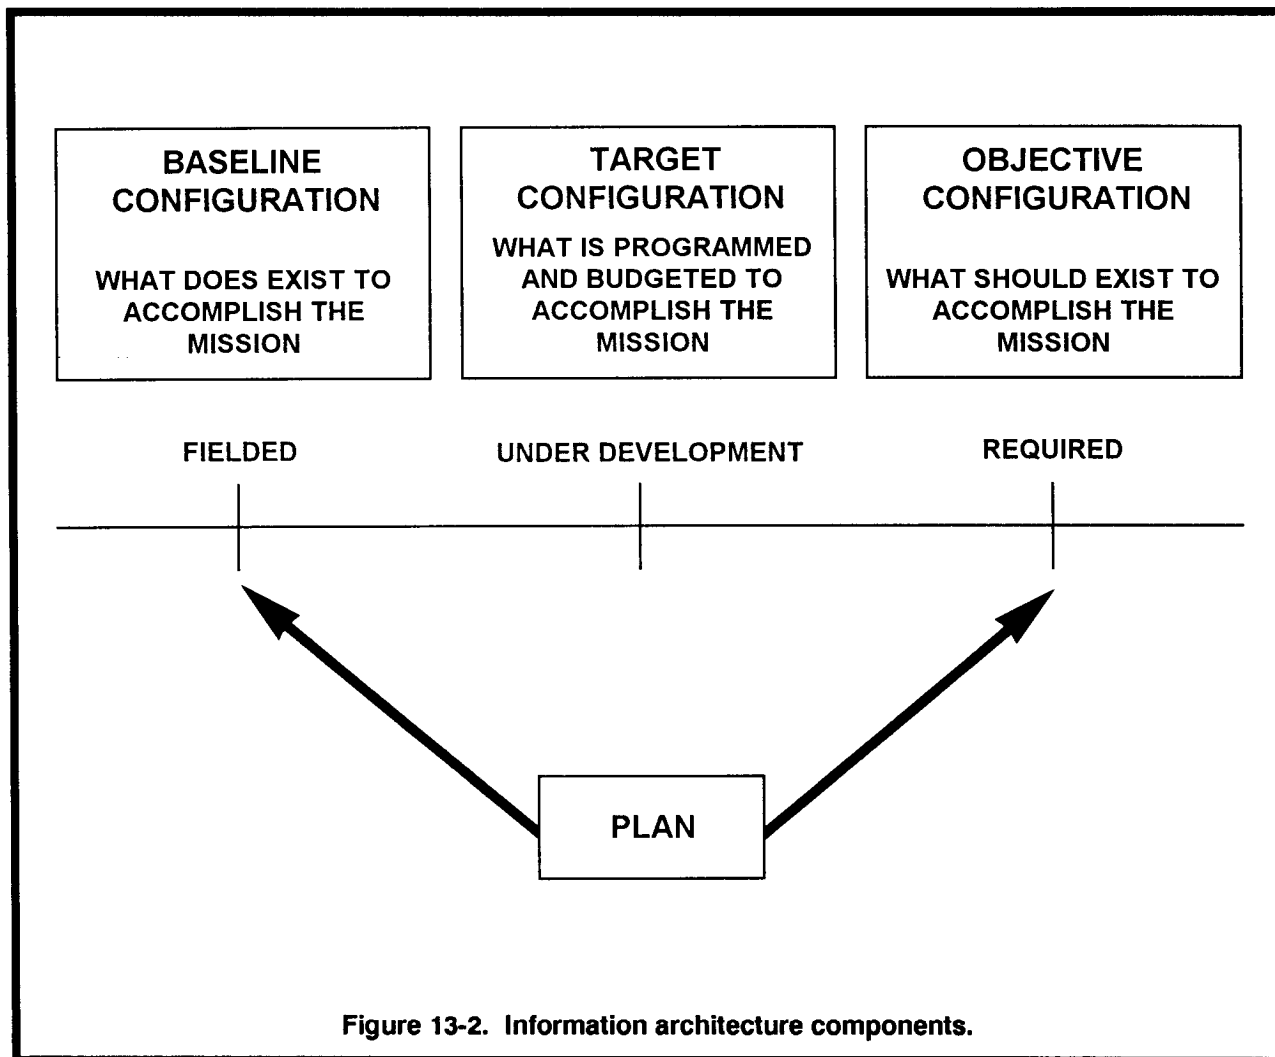 BASELINE
CONFIGURATION
WHAT DOES EXIST TO
ACCOMPLISH THE
MISSION
TARGET
CONFIGURATION
WHAT IS PROGRAMMED
AND BUDGETED TO
ACCOMPLISH THE
MISSION
OBJECTIVE
CONFIGURATION
WHAT SHOULD EXIST TO
ACCOMPLISH THE
MISSION
FIELDED
UNDER DEVELOPMENT
REQUIRED
PLAN
Figure 13-2. Information architecture components.